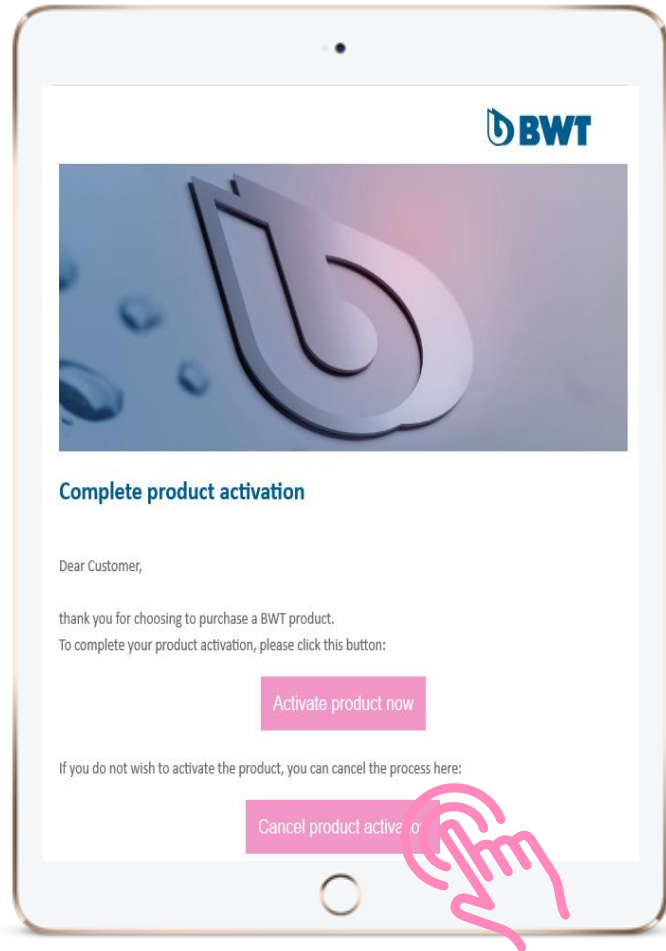 BWT
Complete product activation
Dear Customer,
thank you for choosing to purchase a BWT product.
To complete your product activation, please click this button:
Activate product now
If you do not wish to activate the product, you can cancel the process here:
Cancel product activation